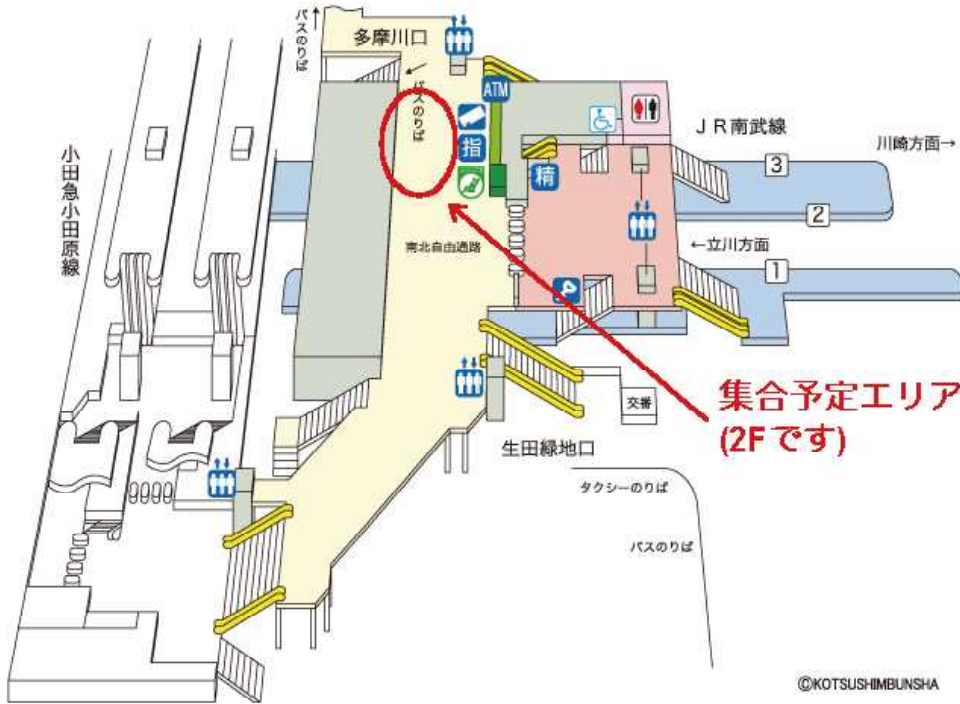 バスのりば
多摩川口
バスのりば
ATM
指
精
JR南武線
川崎方面→
3
2
小田急小田原線
南北自由通路
←立川方面
1
集合予定エリア
(2Fです)
交番
生田緑地口
タクシーのりば
バスのりば
©KOTSUSHIMBUNSHA